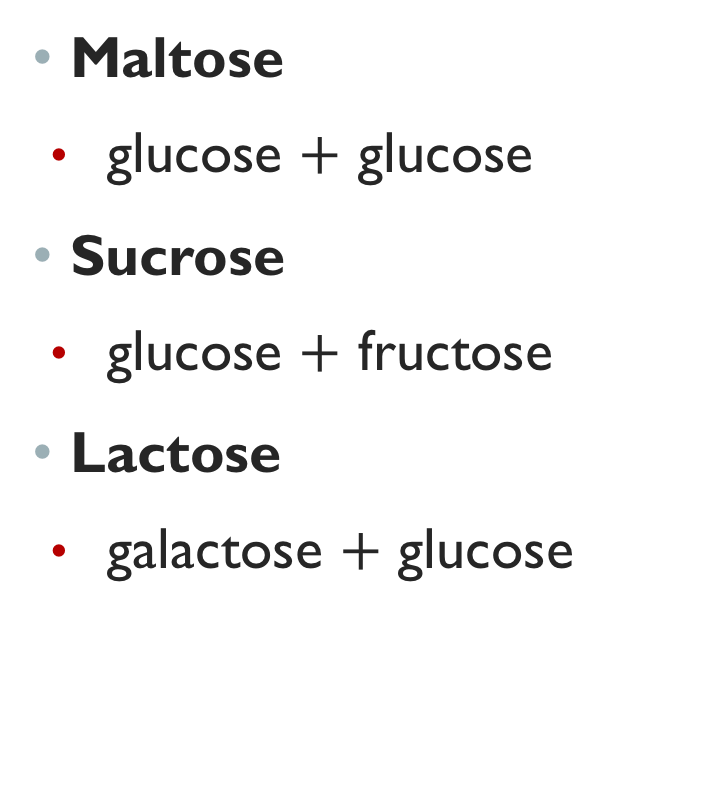 • Maltose
• glucose + glucose
• Sucrose
• glucose + fructose
• Lactose
• galactose + glucose